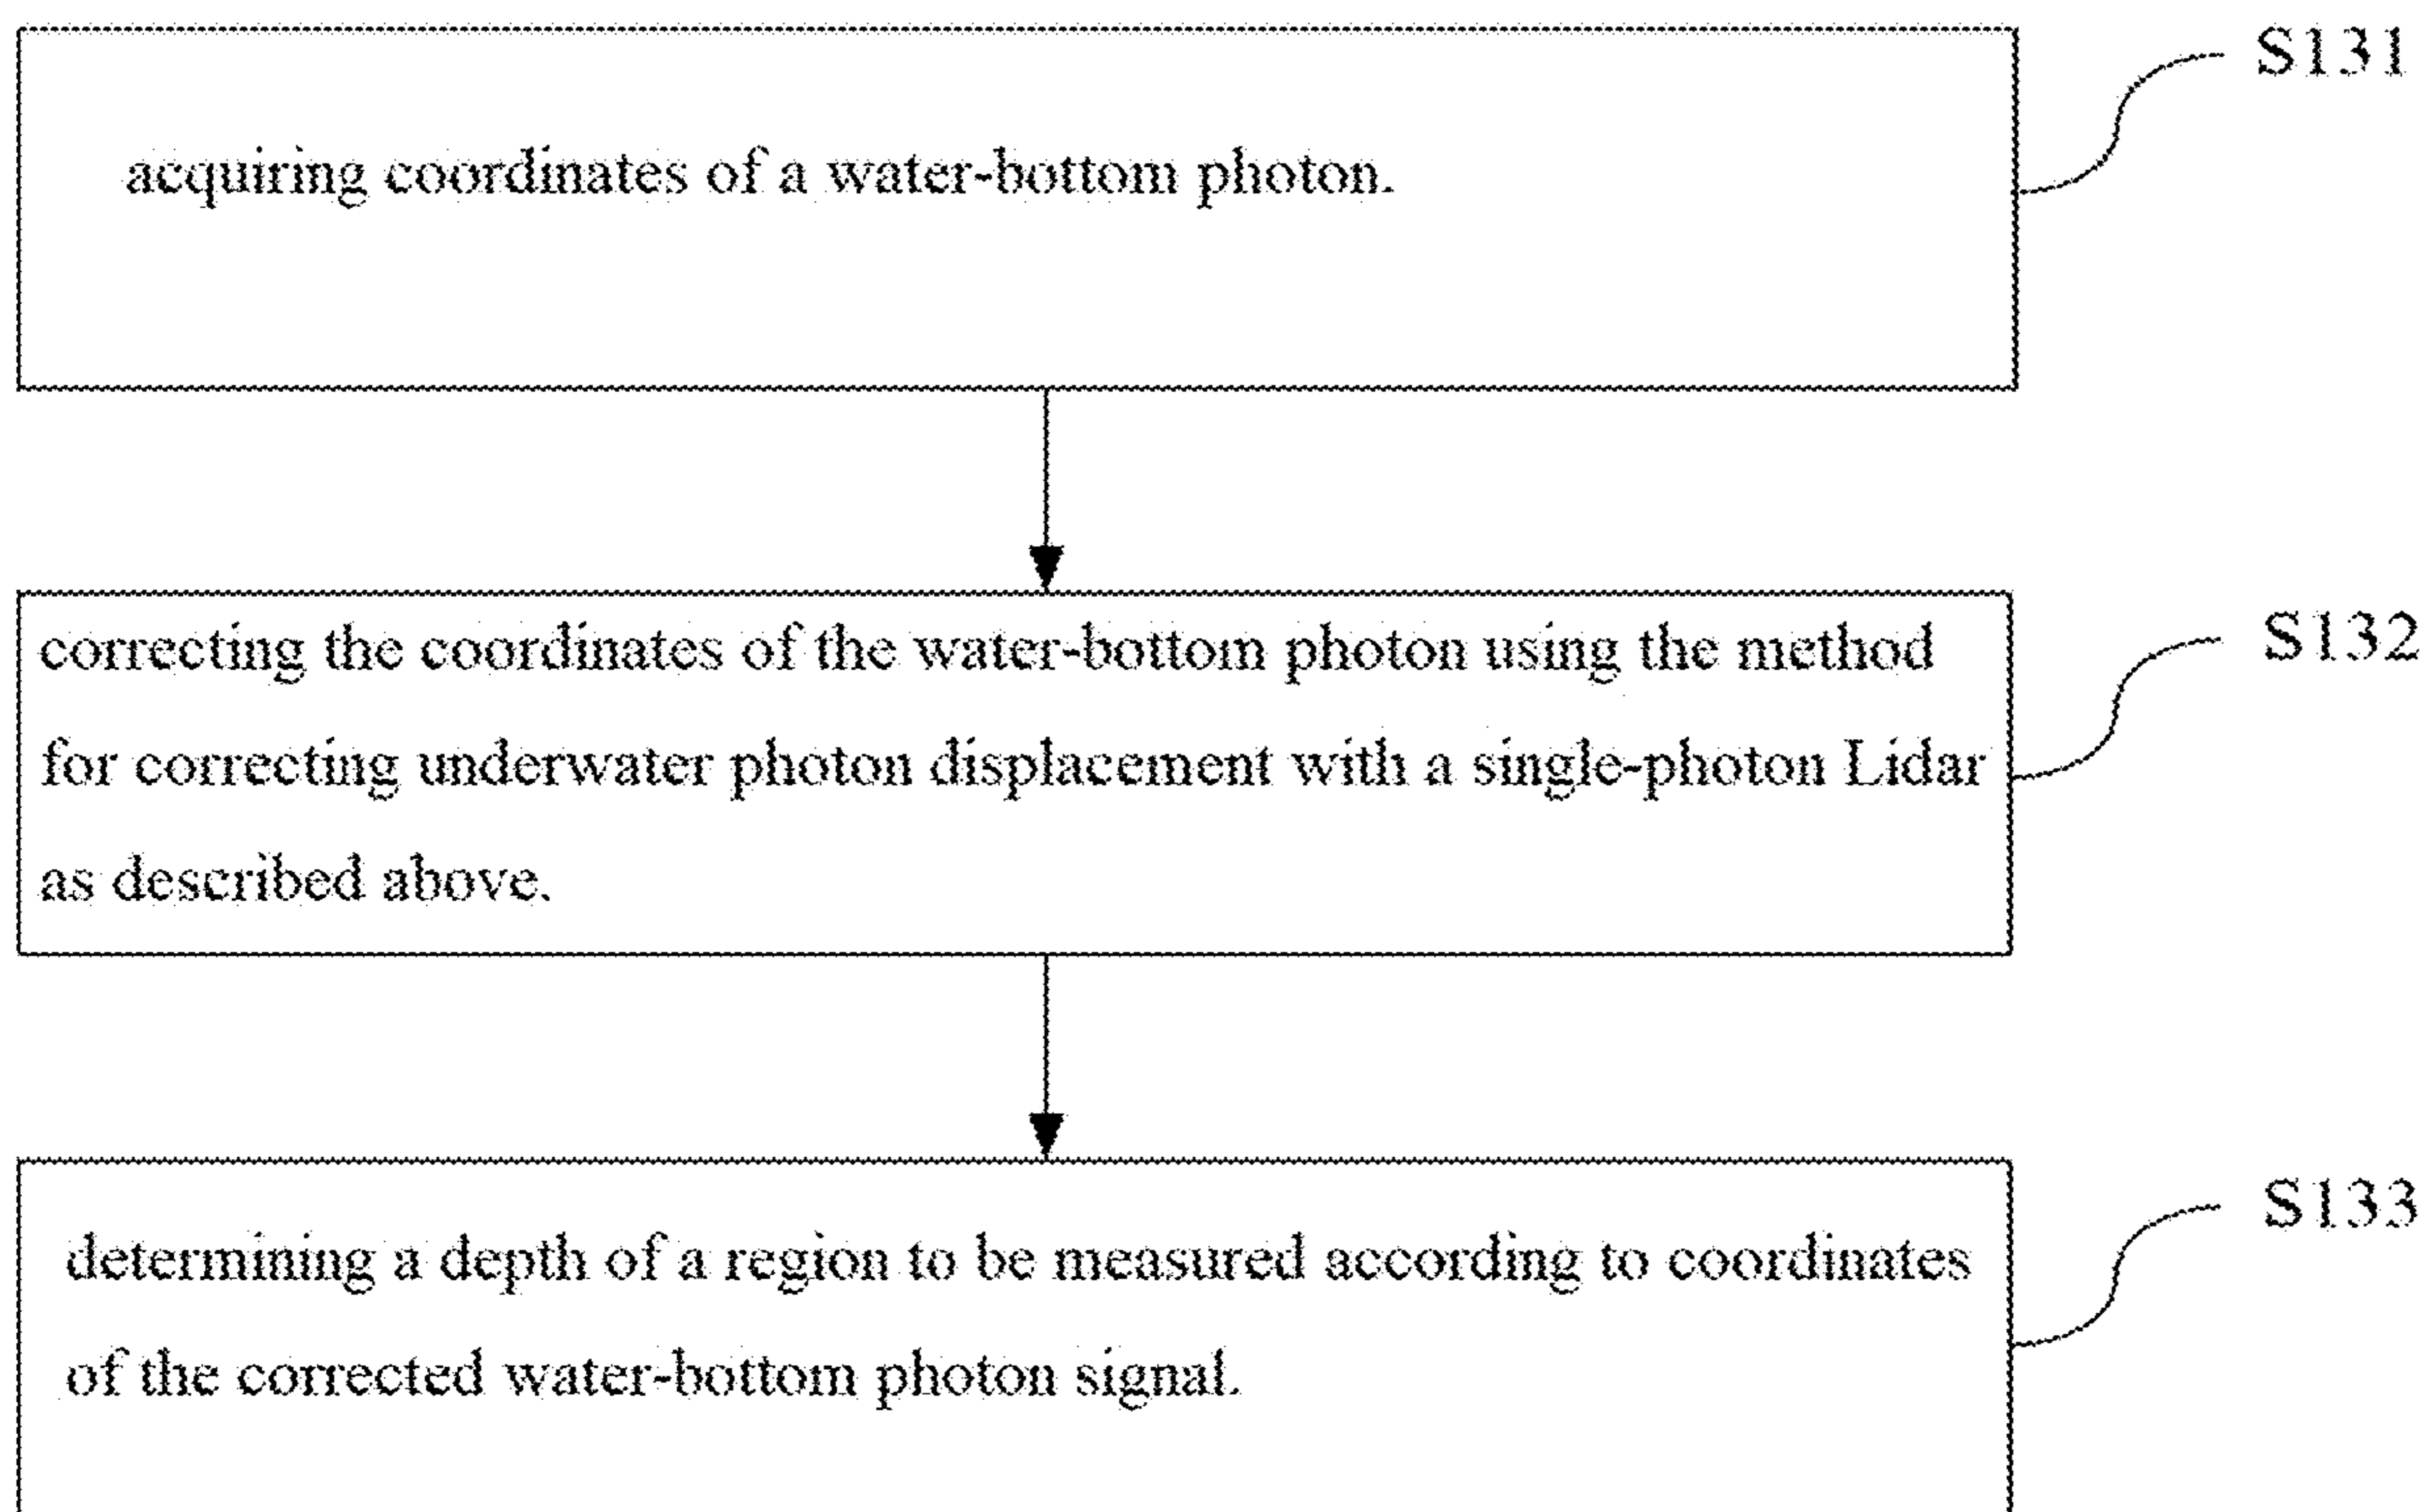 S131
acquiring coordinates of a water-bottom photon.
correcting the coordinates of the water-bottom photon using the method
S132
for correcting underwater photon displacement with a single-photon Lidar
as described above.
S133
determining a depth of a region to be measured according to coordinates
of the corrected water-bottom photon signal.